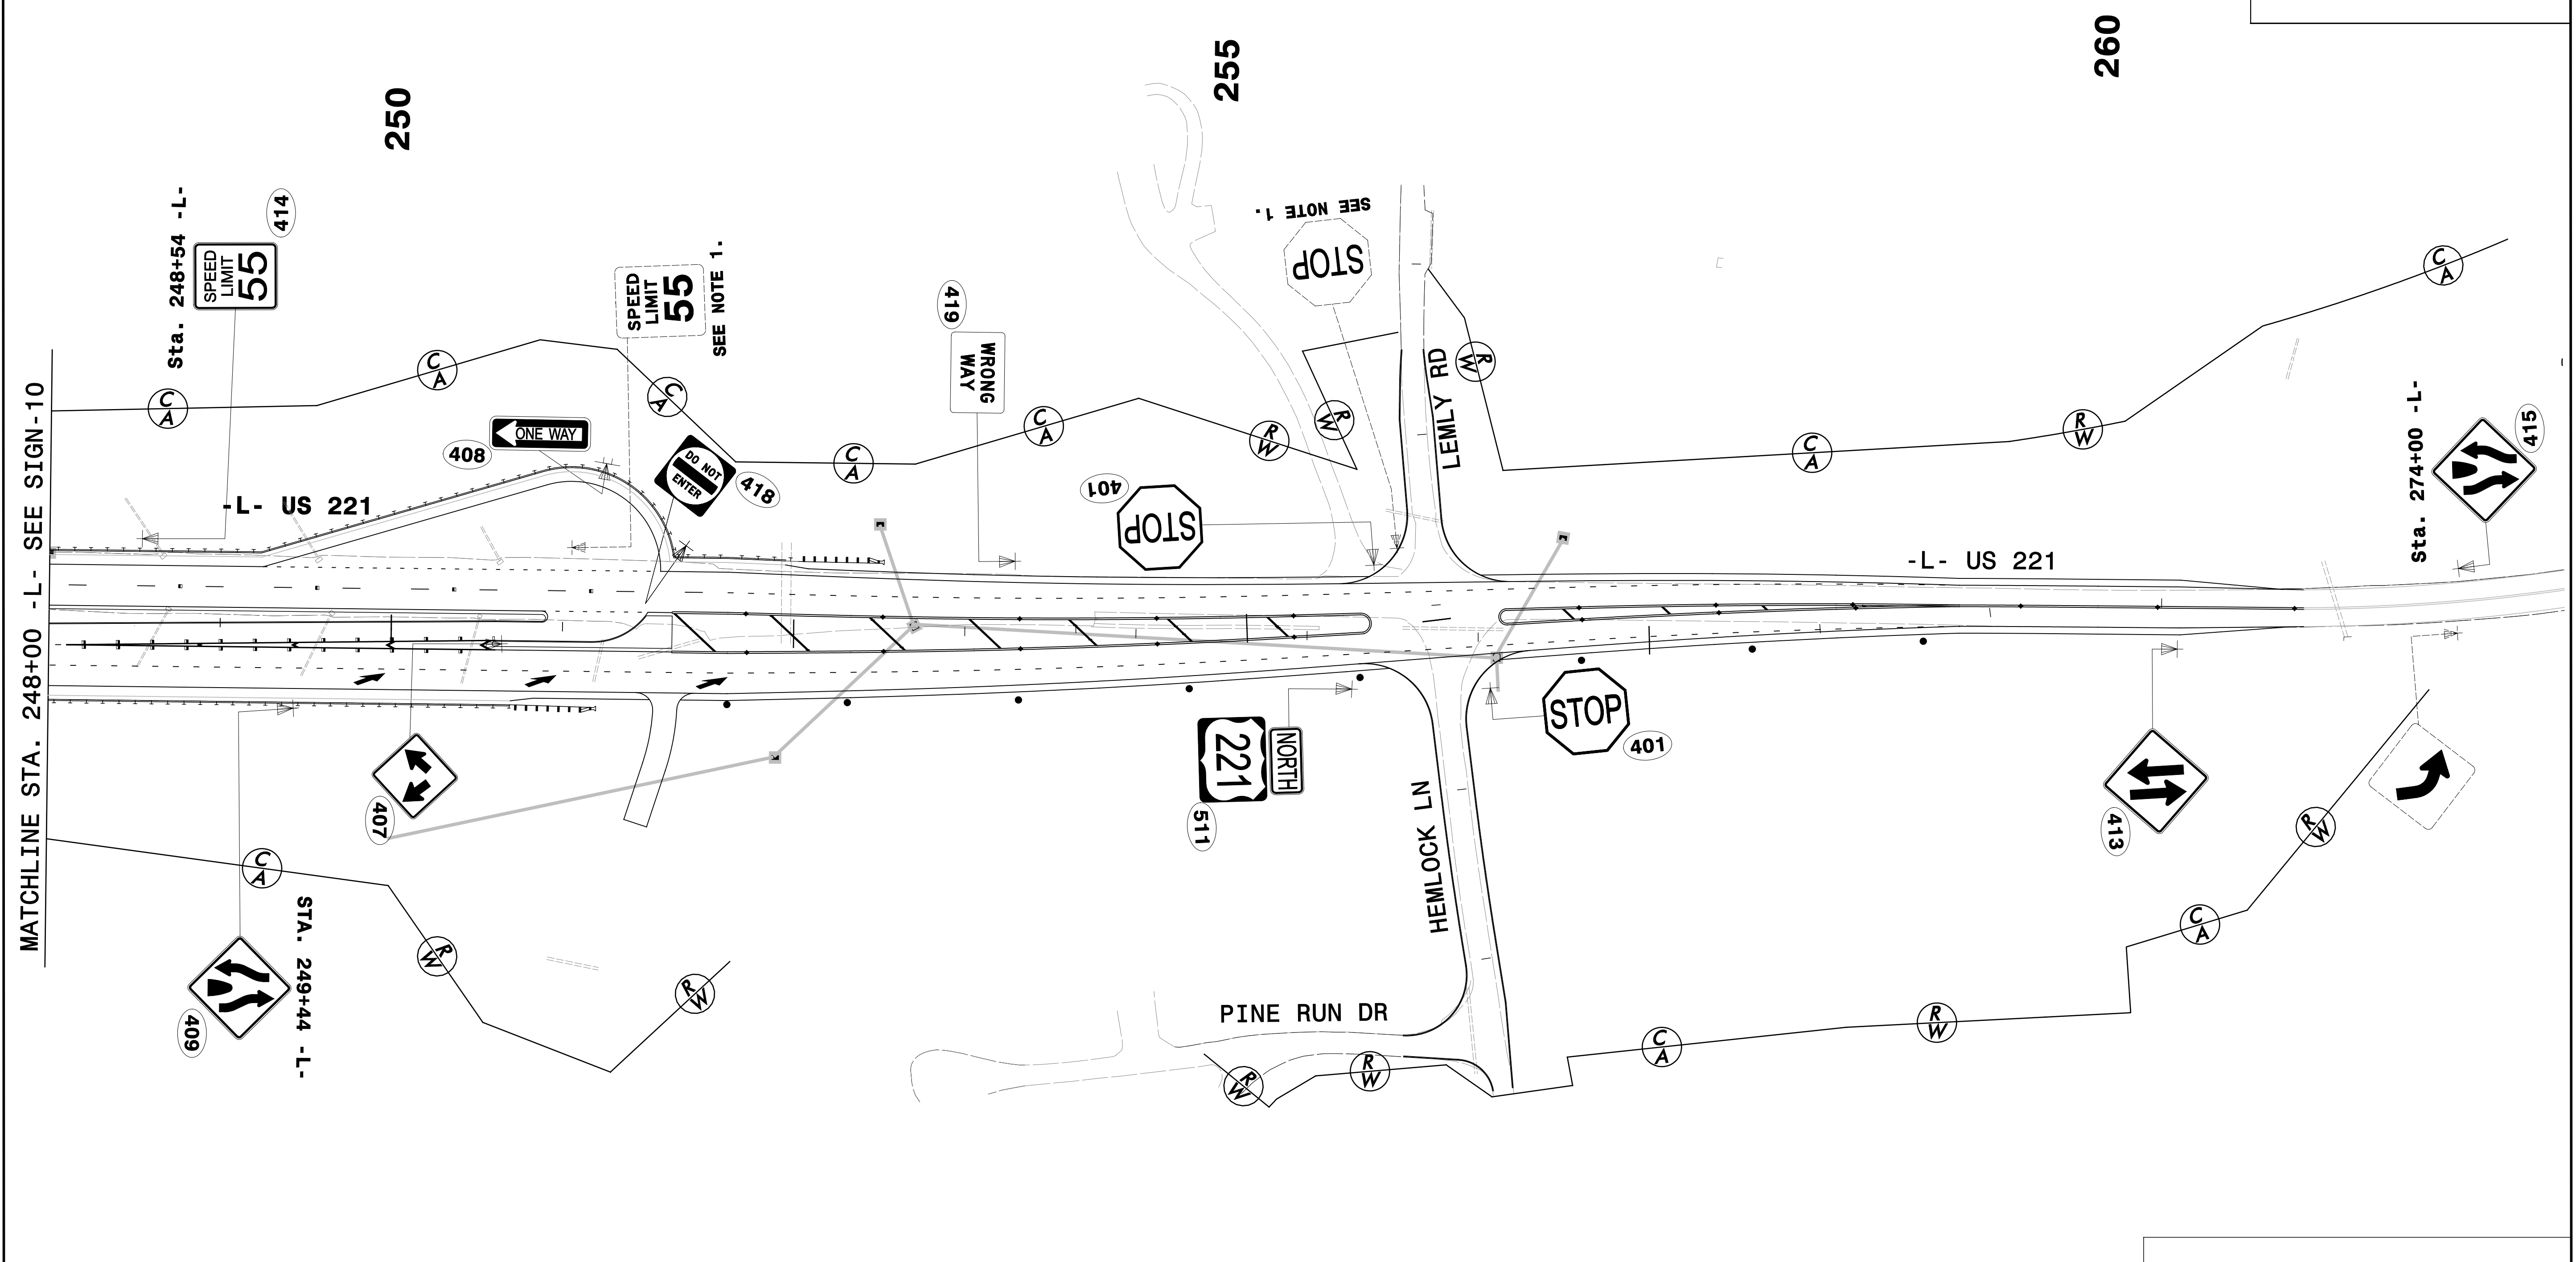 250
255
260
Sta. 248+54 -L-
414
SPEED
LIMIT
55
SPEED
LIMIT
55
SEE NOTE 1.
419
WRONG
WAY
SEE NOTE 1.
STOP
LEMLY RD
R
W
C
A
C
A
C
A
C
A
C
A
C
A
R
W
R
W
C
A
R
W
C
A
408
ONE WAY
DO NOT
ENTER
418
401
STOP
-L- US 221
-L- US 221
Sta. 274+00 -L-
415
MATCHLINE STA. 248+00 -L- SEE SIGN-10
407
221
NORTH
511
STOP
401
HEMLOCK LN
413
R
W
C
A
C
A
STA. 249+44 -L-
409
R
W
R
W
PINE RUN DR
R
W
R
W
C
A
R
W